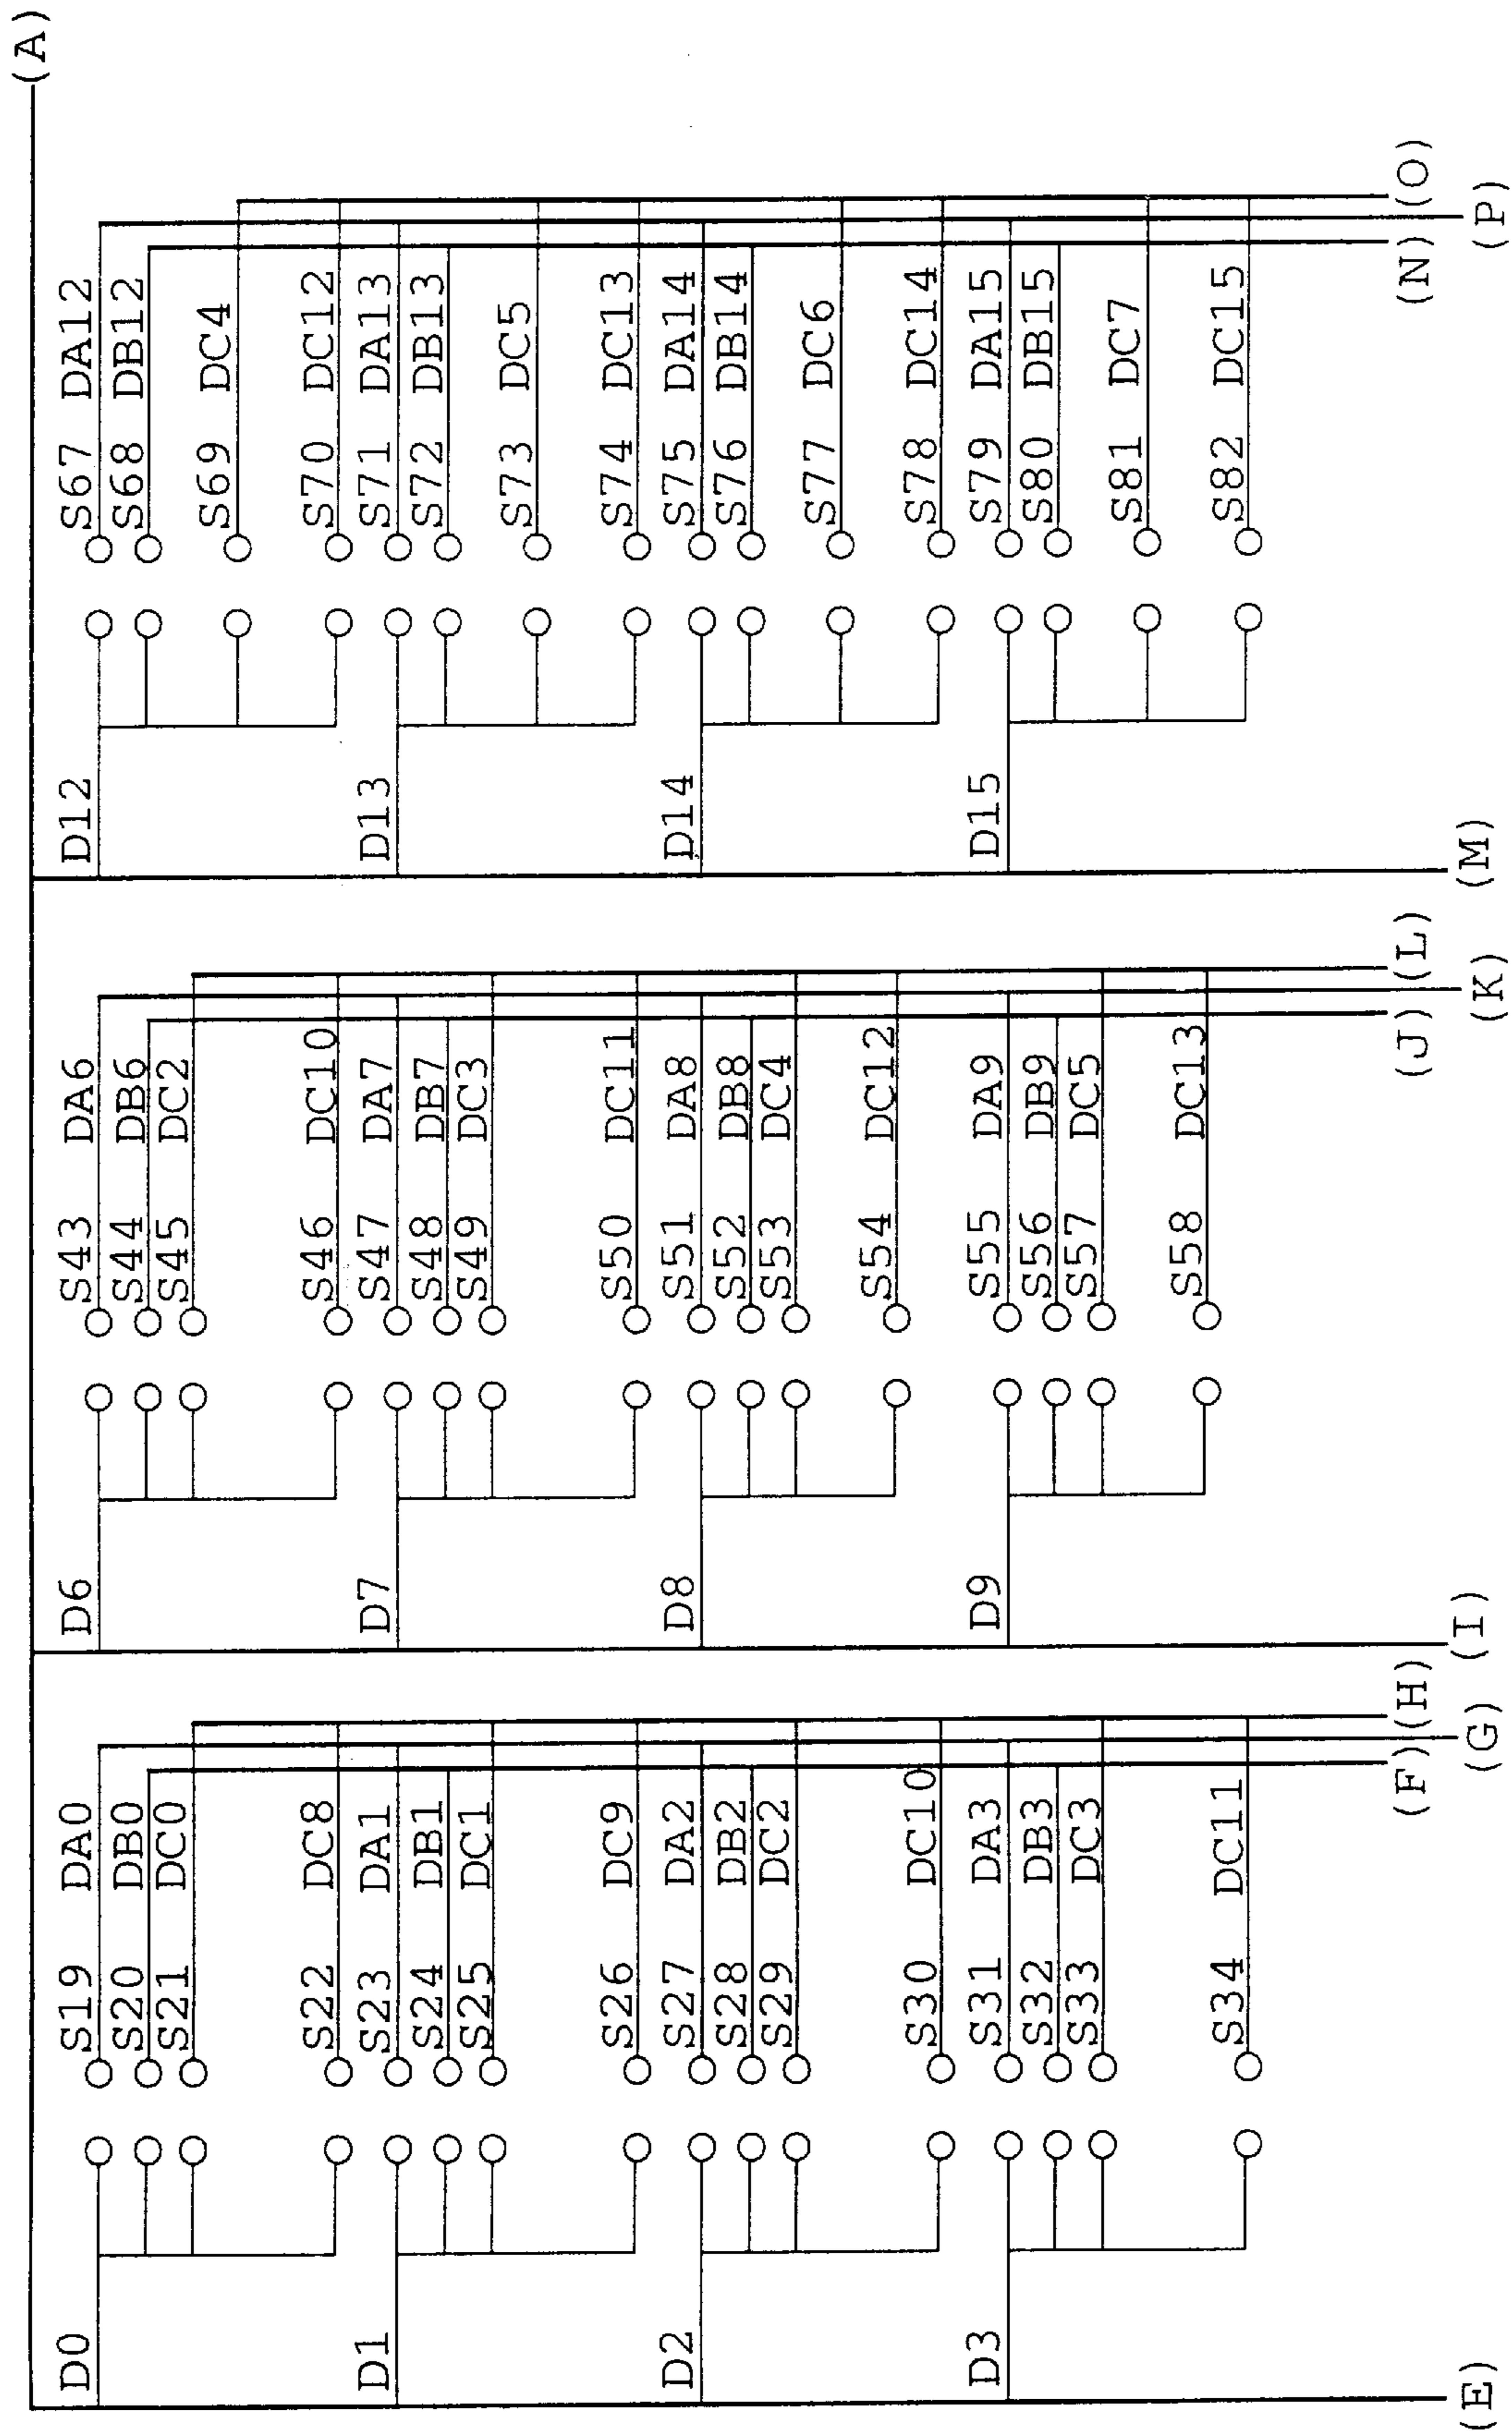 (A)
D0
S19 DA0
S20 DB0
S21 DC0
S22 DC8
D1
S23 DA1
S24 DB1
S25 DC1
S26 DC9
D2
S27 DA2
S28 DB2
S29 DC2
S30 DC10
D3
S31 DA3
S32 DB3
S33 DC3
S34 DC11
(E)
(F)
(G)
(H)
D6
S43 DA6
S44 DB6
S45 DC2
S46 DC10
D7
S47 DA7
S48 DB7
S49 DC3
S50 DC11
D8
S51 DA8
S52 DB8
S53 DC4
S54 DC12
D9
S55 DA9
S56 DB9
S57 DC5
S58 DC13
(I)
(J)
(K)
(L)
D12
S67 DA12
S68 DB12
S69 DC4
S70 DC12
D13
S71 DA13
S72 DB13
S73 DC5
S74 DC13
D14
S75 DA14
S76 DB14
S77 DC6
S78 DC14
D15
S79 DA15
S80 DB15
S81 DC7
S82 DC15
(M)
(N)
(P)
(O)